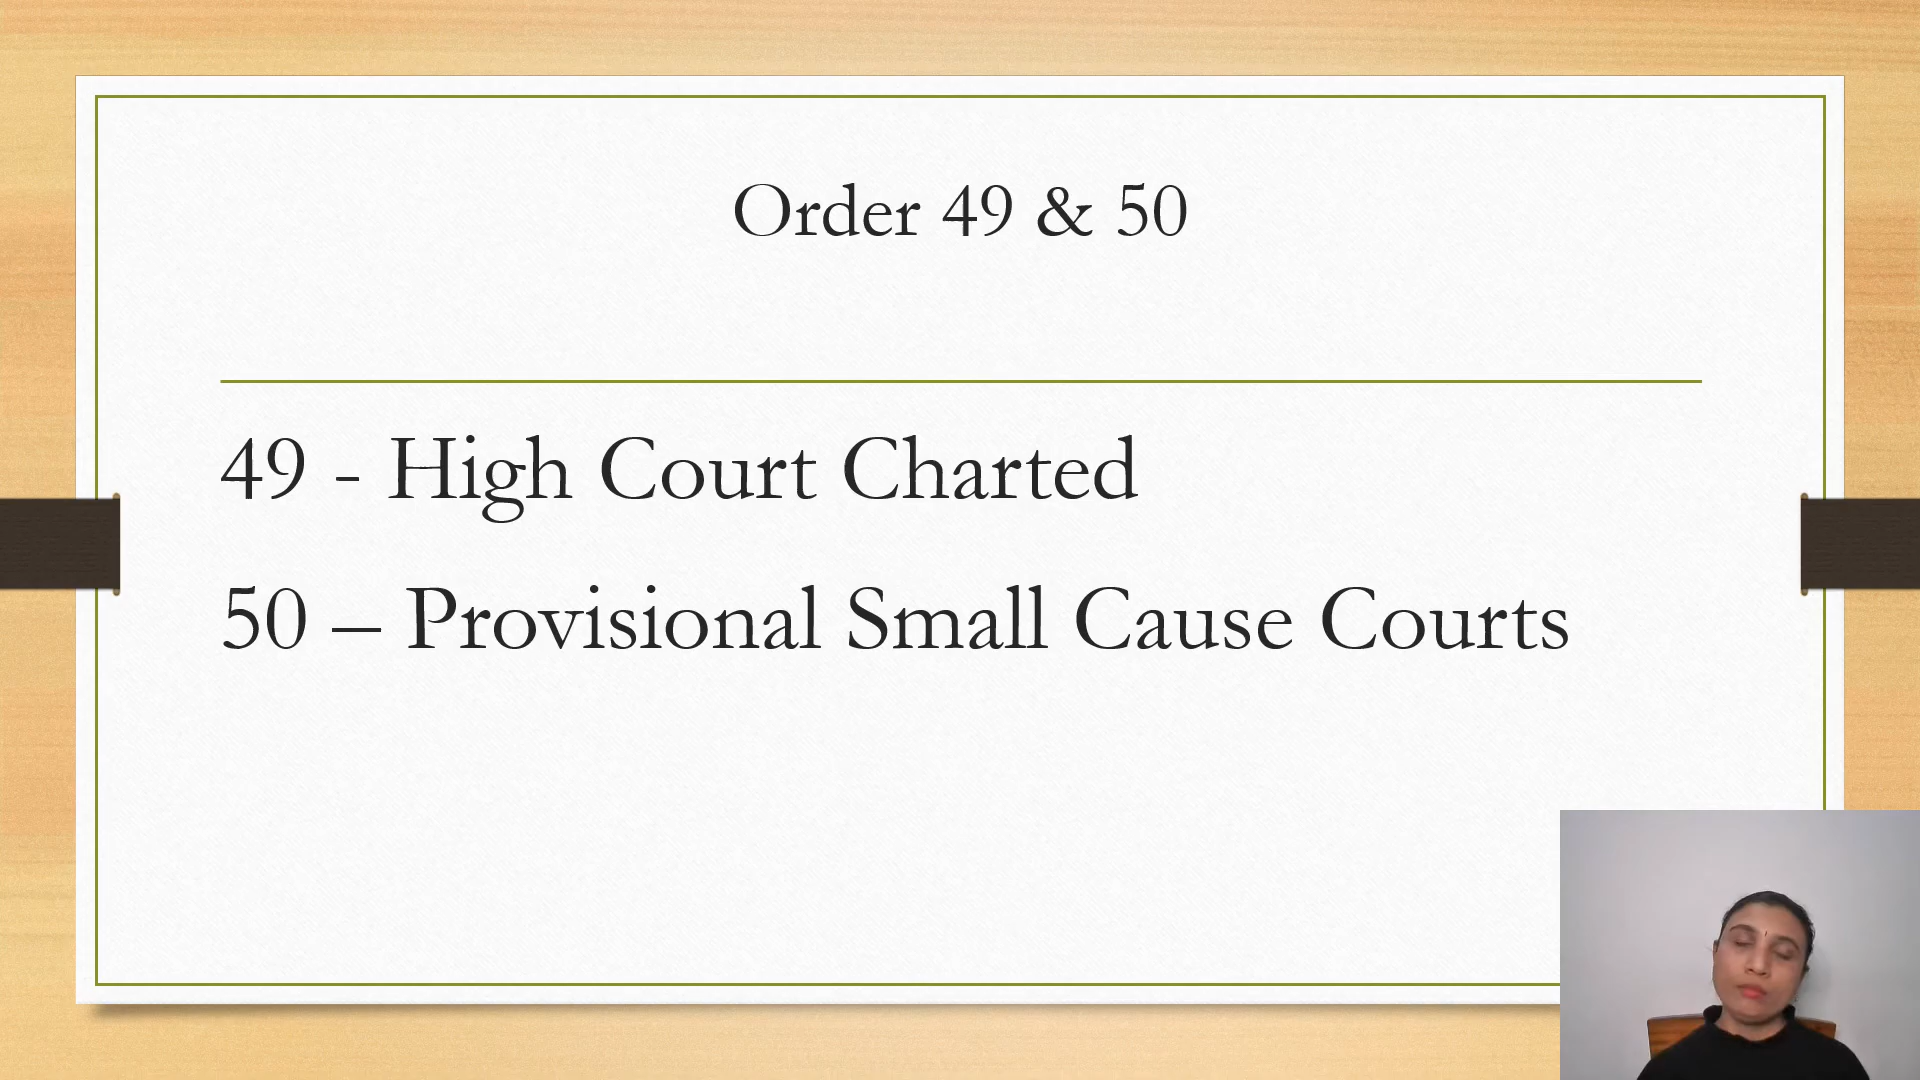 Order 49 & 50
49 - High Court Charted
50 – Provisional Small Cause Courts